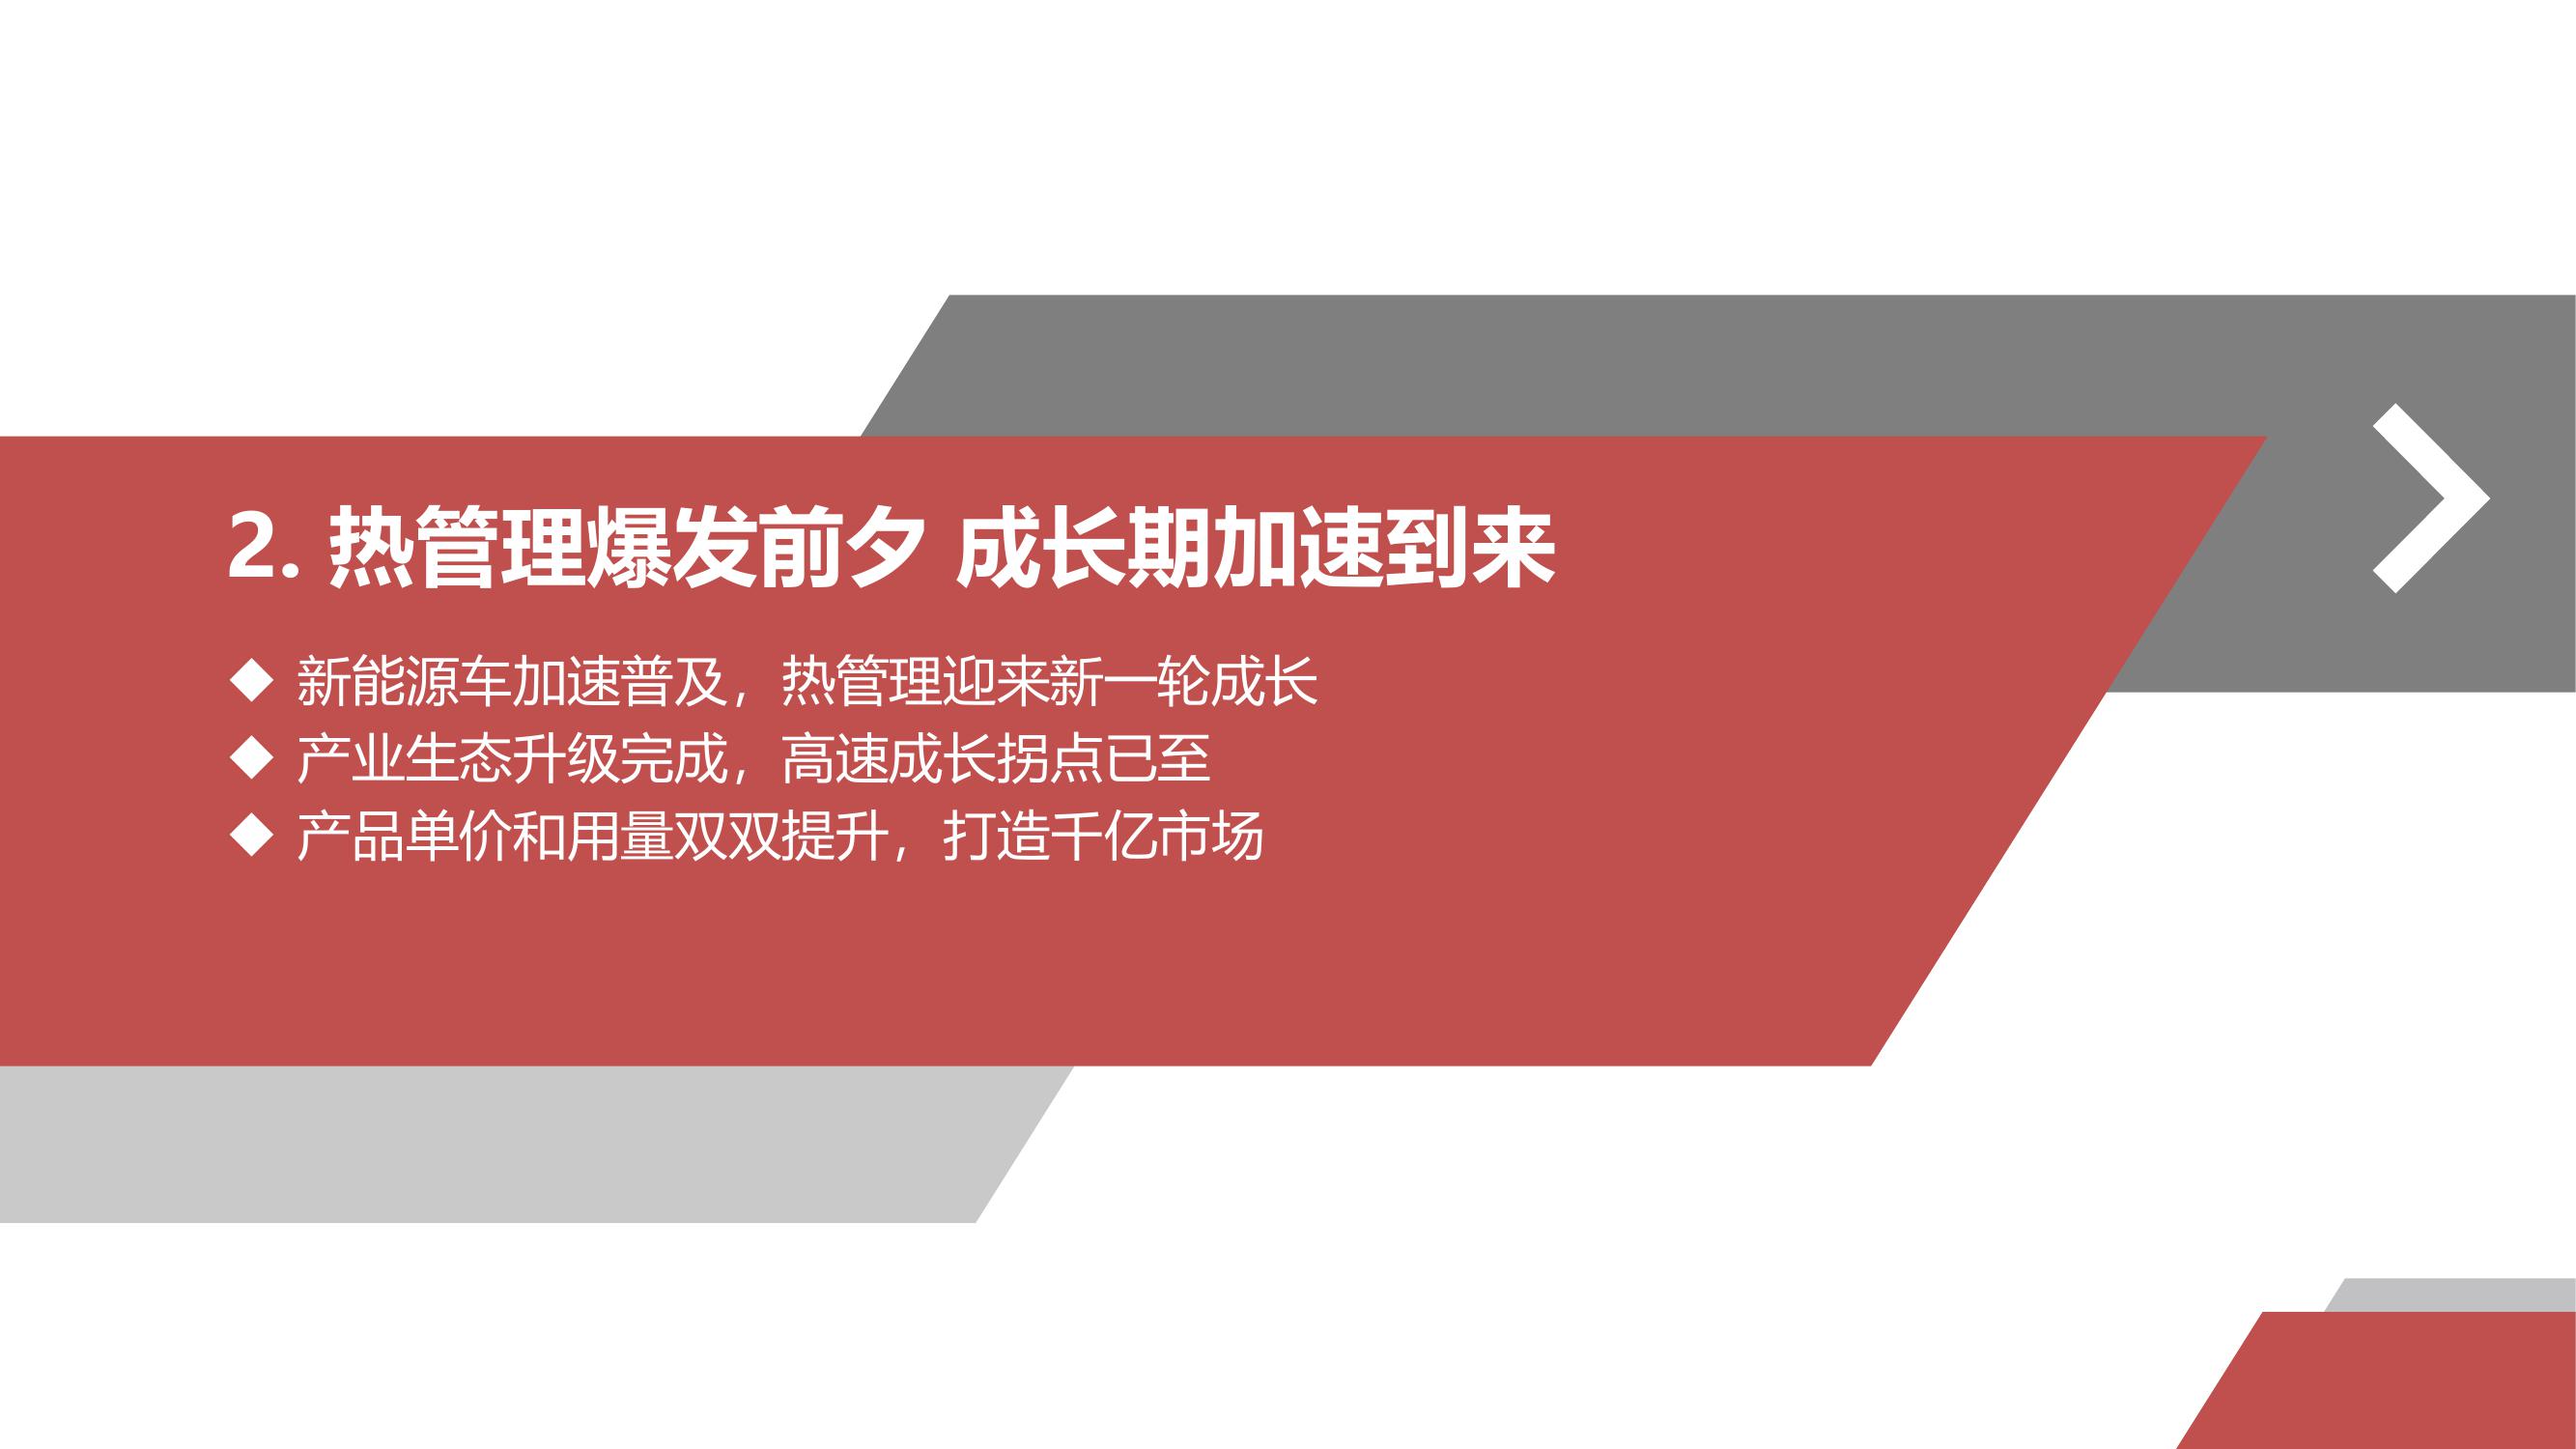 2. 热管理爆发前夕 成长期加速到来
◆ 新能源车加速普及，热管理迎来新一轮成长
◆ 产业生态升级完成，高速成长拐点已至
◆ 产品单价和用量双双提升，打造千亿市场